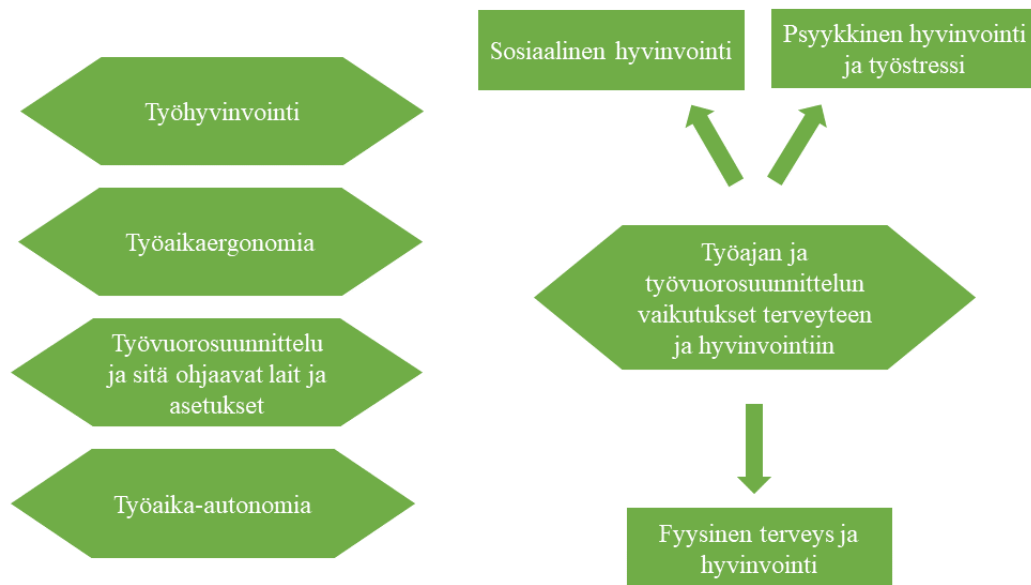 Työhyvinvointi
Työaikaergonomia
Työvuorosuunnittelu
ja sitä ohjaavat lait ja
asetukset
Työaika-autonomia
Sosiaalinen hyvinvointi
Psyykkinen hyvinvointi
ja työstressi
Työajan ja
työvuorosuunnittelun
vaikutukset terveyteen
ja hyvinvointiin
Fyysinen terveys ja
hyvinvointi